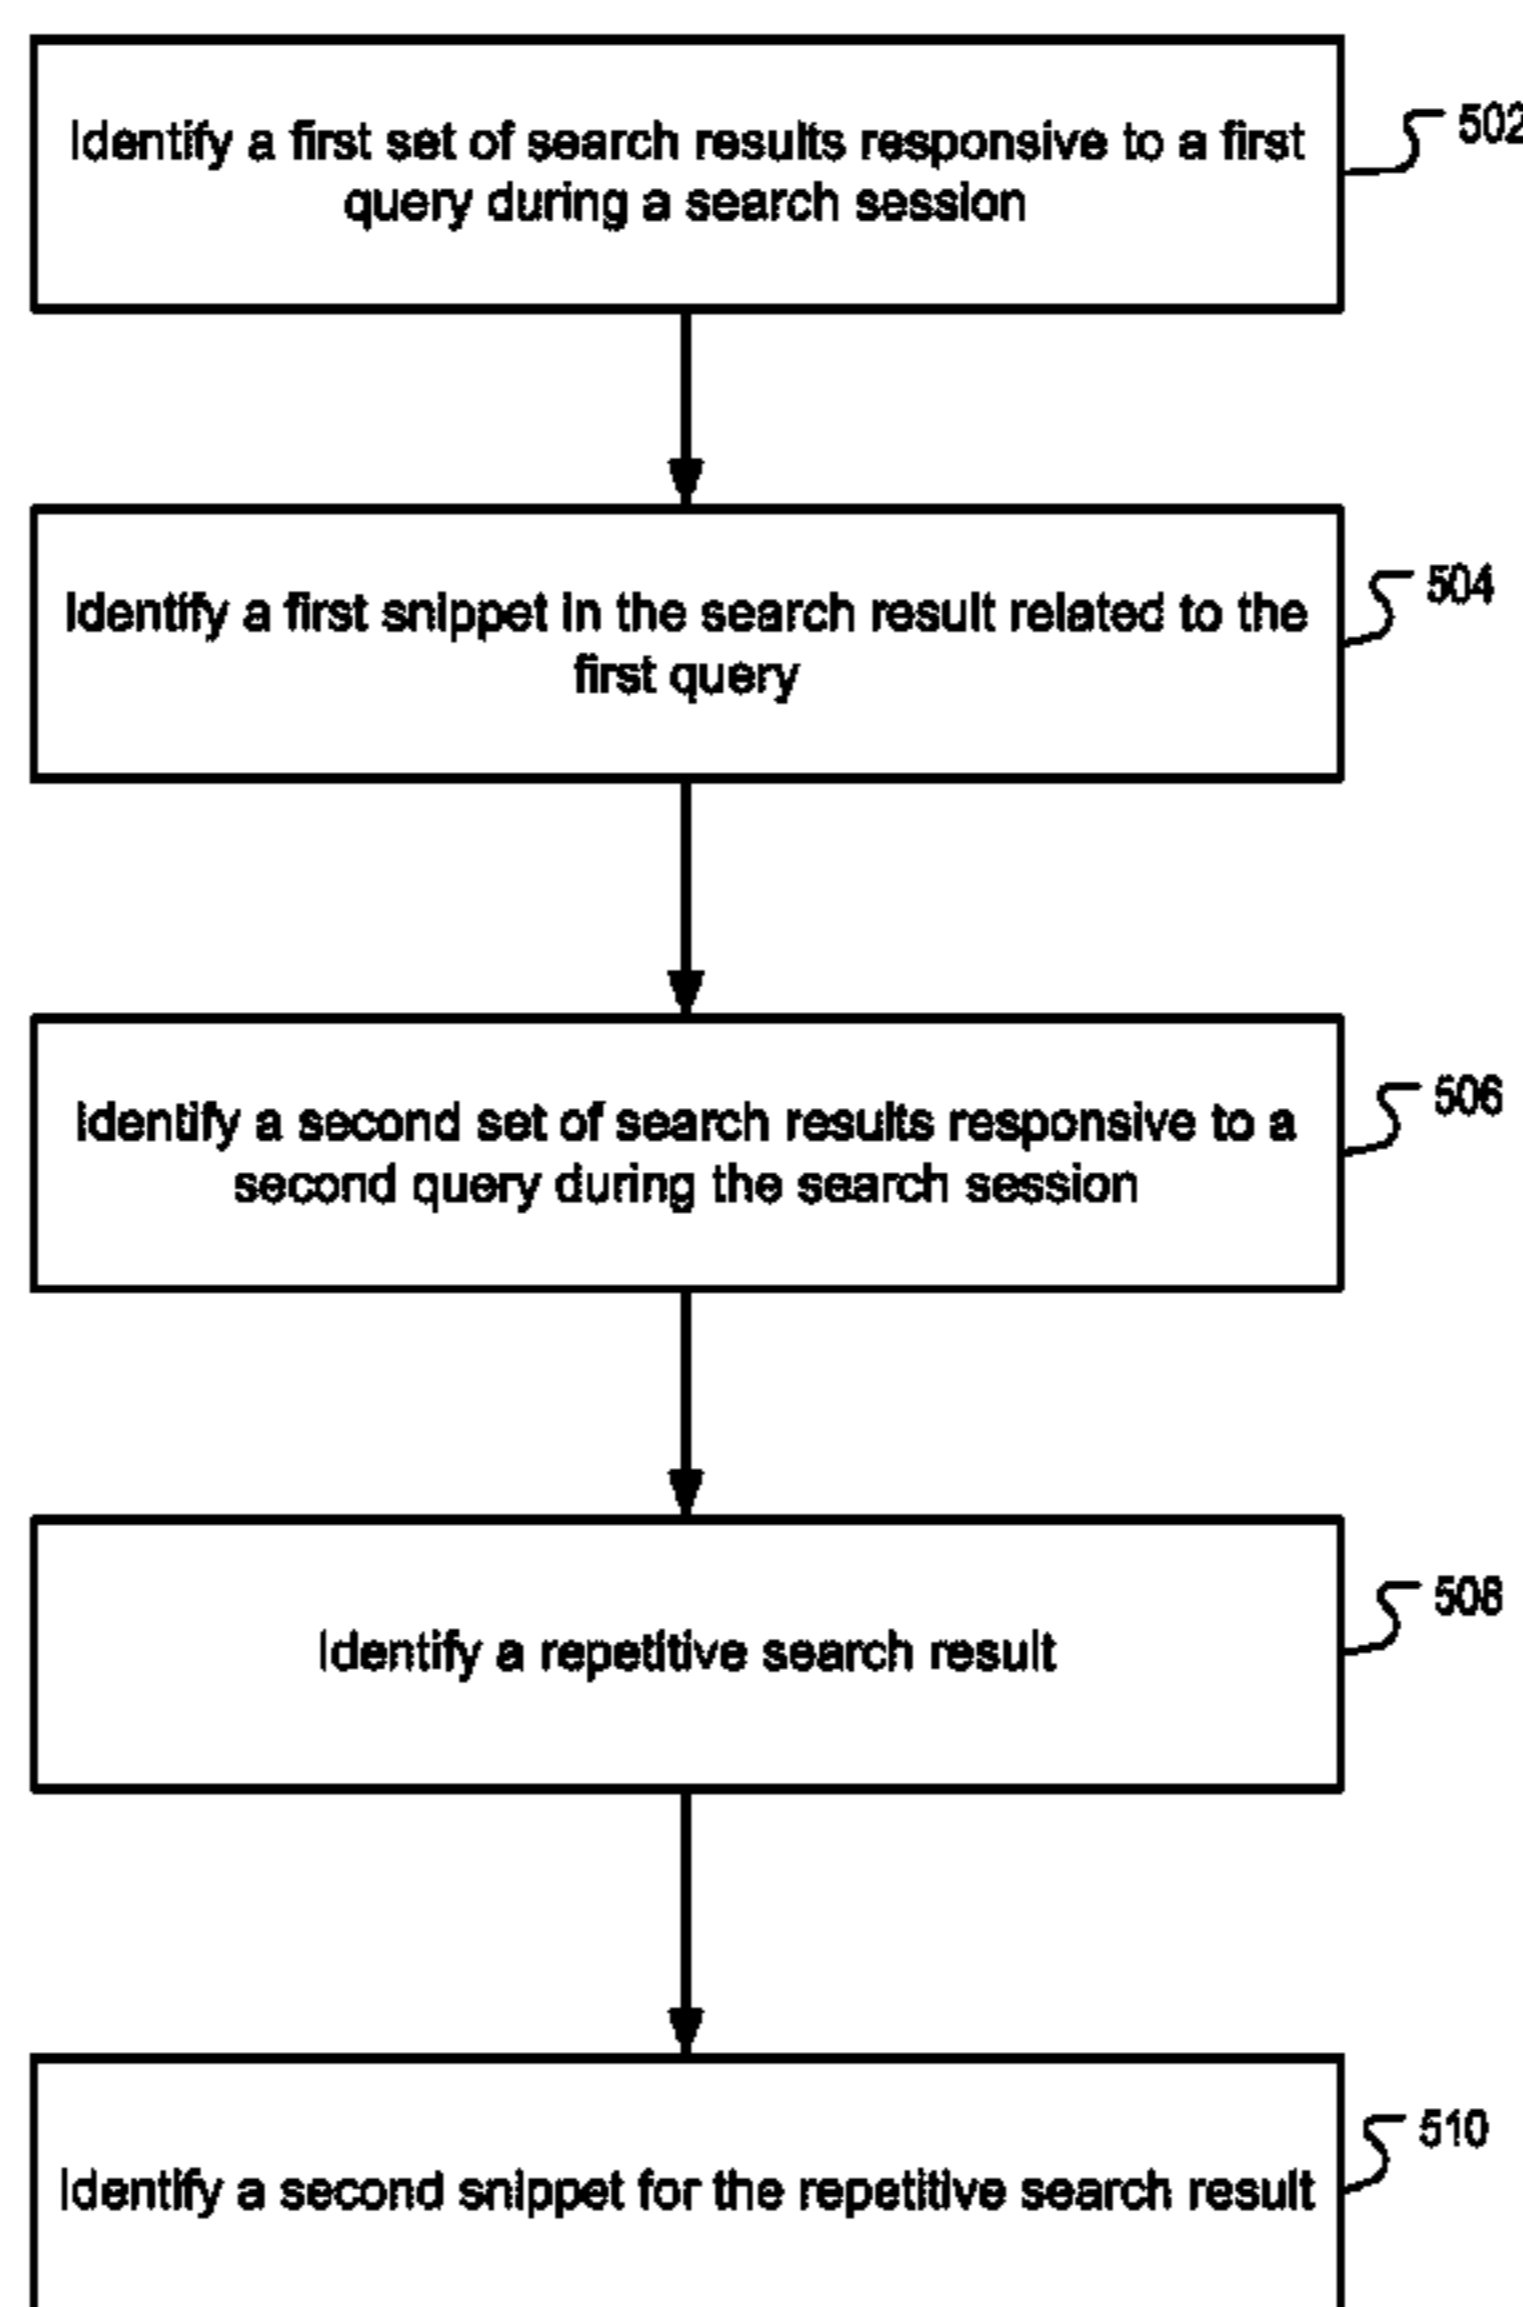 Identify a first set of search results responsive to a first
query during a search session
502
Identify a first snippet in the search result related to the
first query
504
Identify a second set of search results responsive to a
second query during the search session
506
Identify a repetitive search result
508
Identify a second snippet for the repetitive search result
510